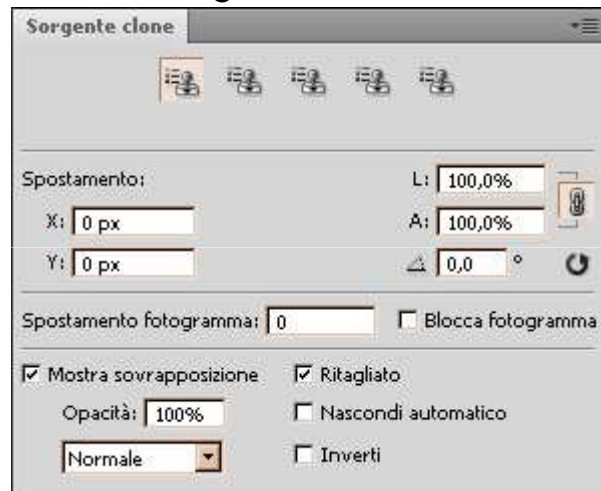 Sorgente clone
Spostamento: L: 100,0%
X: 0 px A: 100,0%
Y: 0 px 0,0 °
Spostamento fotogramma: 0 Blocca fotogramma
Mostra sovrapposizione Ritagliato
Opacità: 100% Nascondi automatico
Normale Inverti